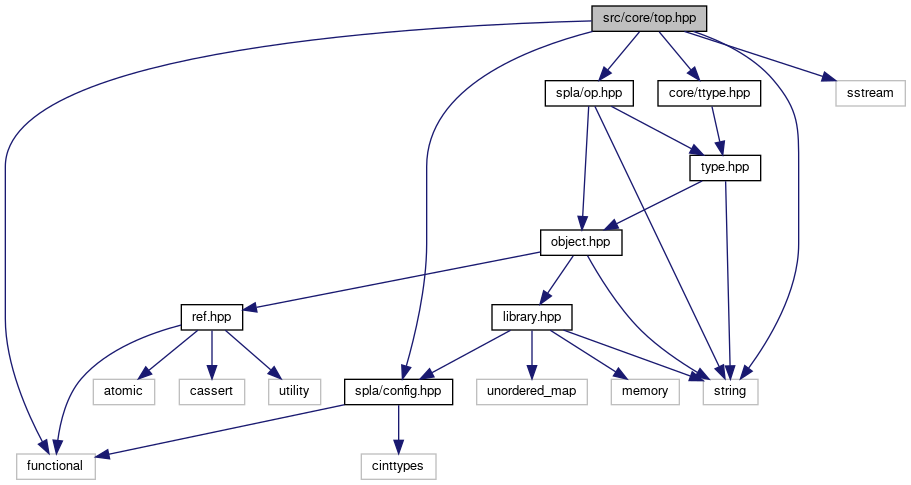 src/core/top.hpp
spla/op.hpp
core/ttype.hpp
sstream
type.hpp
object.hpp
ref.hpp
library.hpp
atomic
cassert
utility
spla/config.hpp
unordered_map
memory
string
functional
cinttypes